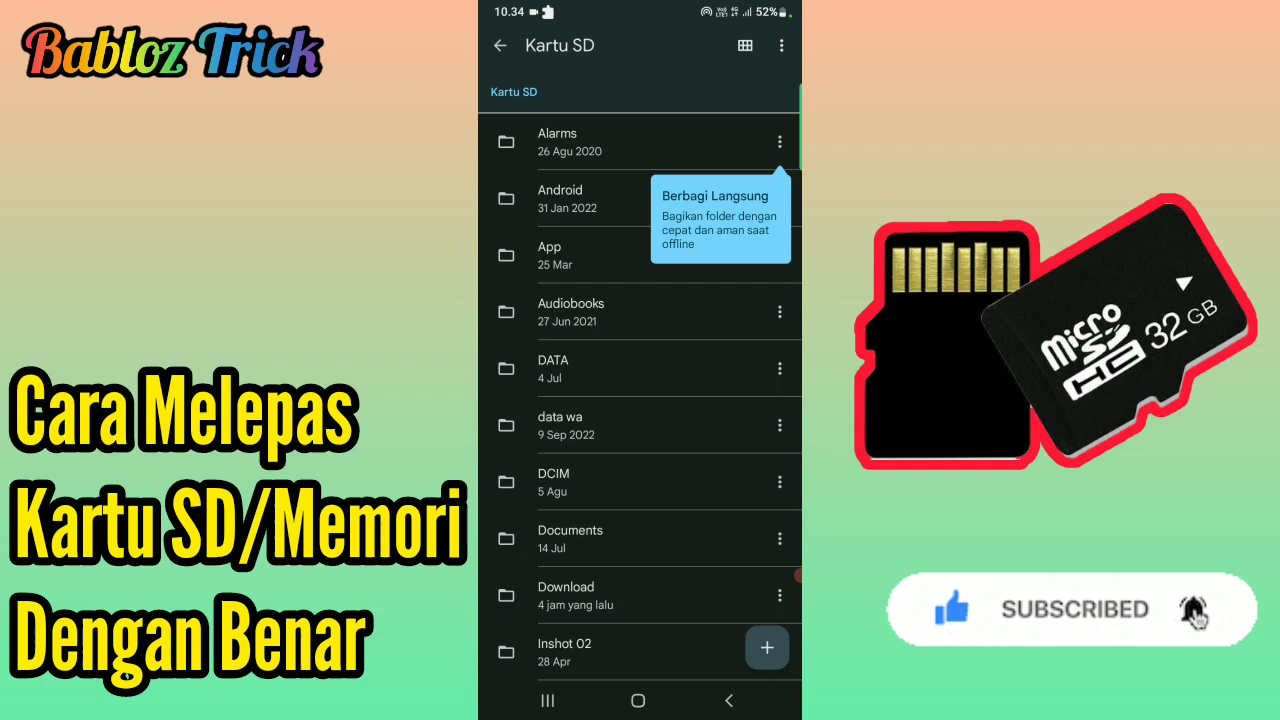 Babloz Trick
Cara Melepas
Kartu SD/Memori
Dengan Benar
10.34
4G
LTE1
52%
Kartu SD
Kartu SD
Alarms
26 Agu 2020
Android
31 Jan 2022
App
25 Mar
Audiobooks
27 Jun 2021
DATA
4 Jul
data wa
9 Sep 2022
DCIM
5 Agu
Documents
14 Jul
Download
4 jam yang lalu
Inshot 02
28 Apr
Berbagi Langsung
Bagikan folder dengan
cepat dan aman saat
offline
micro
SD
HC
32 GB
SUBSCRIBED